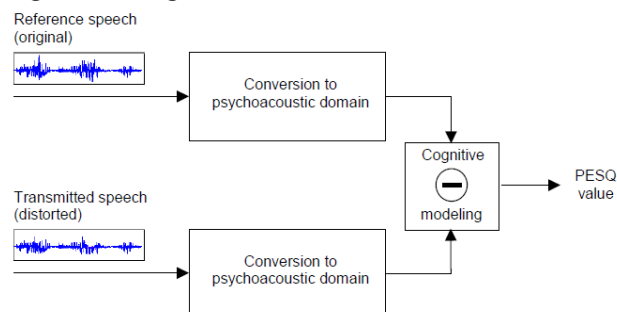 Reference speech
(original)
Conversion to
psychoacoustic domain
Cognitive
modeling
PESQ
value
Transmitted speech
(distorted)
Conversion to
psychoacoustic domain